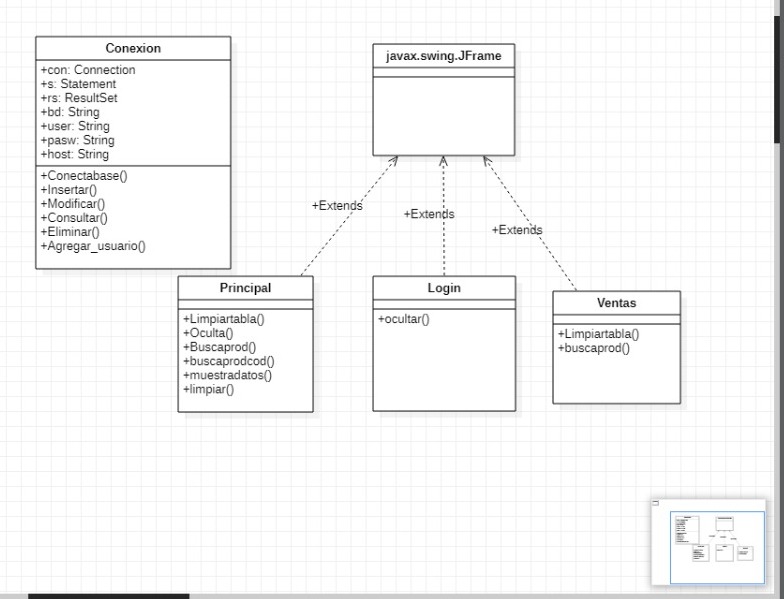 Conexion
+con: Connection
+s: Statement
+rs: ResultSet
+bd: String
+user: String
+pasw: String
+host: String
+Conectabase()
+Insertar()
+Modificar()
+Consultar()
+Eliminar()
+Agregar_usuario()
javax.swing.JFrame
+Extends
+Extends
+Extends
Principal
+Limpiartabla()
+Oculta()
+Buscaprod()
+buscaprodcod()
+muestradatos()
+limpiar()
Login
+ocultar()
Ventas
+Limpiartabla()
+buscaprod()